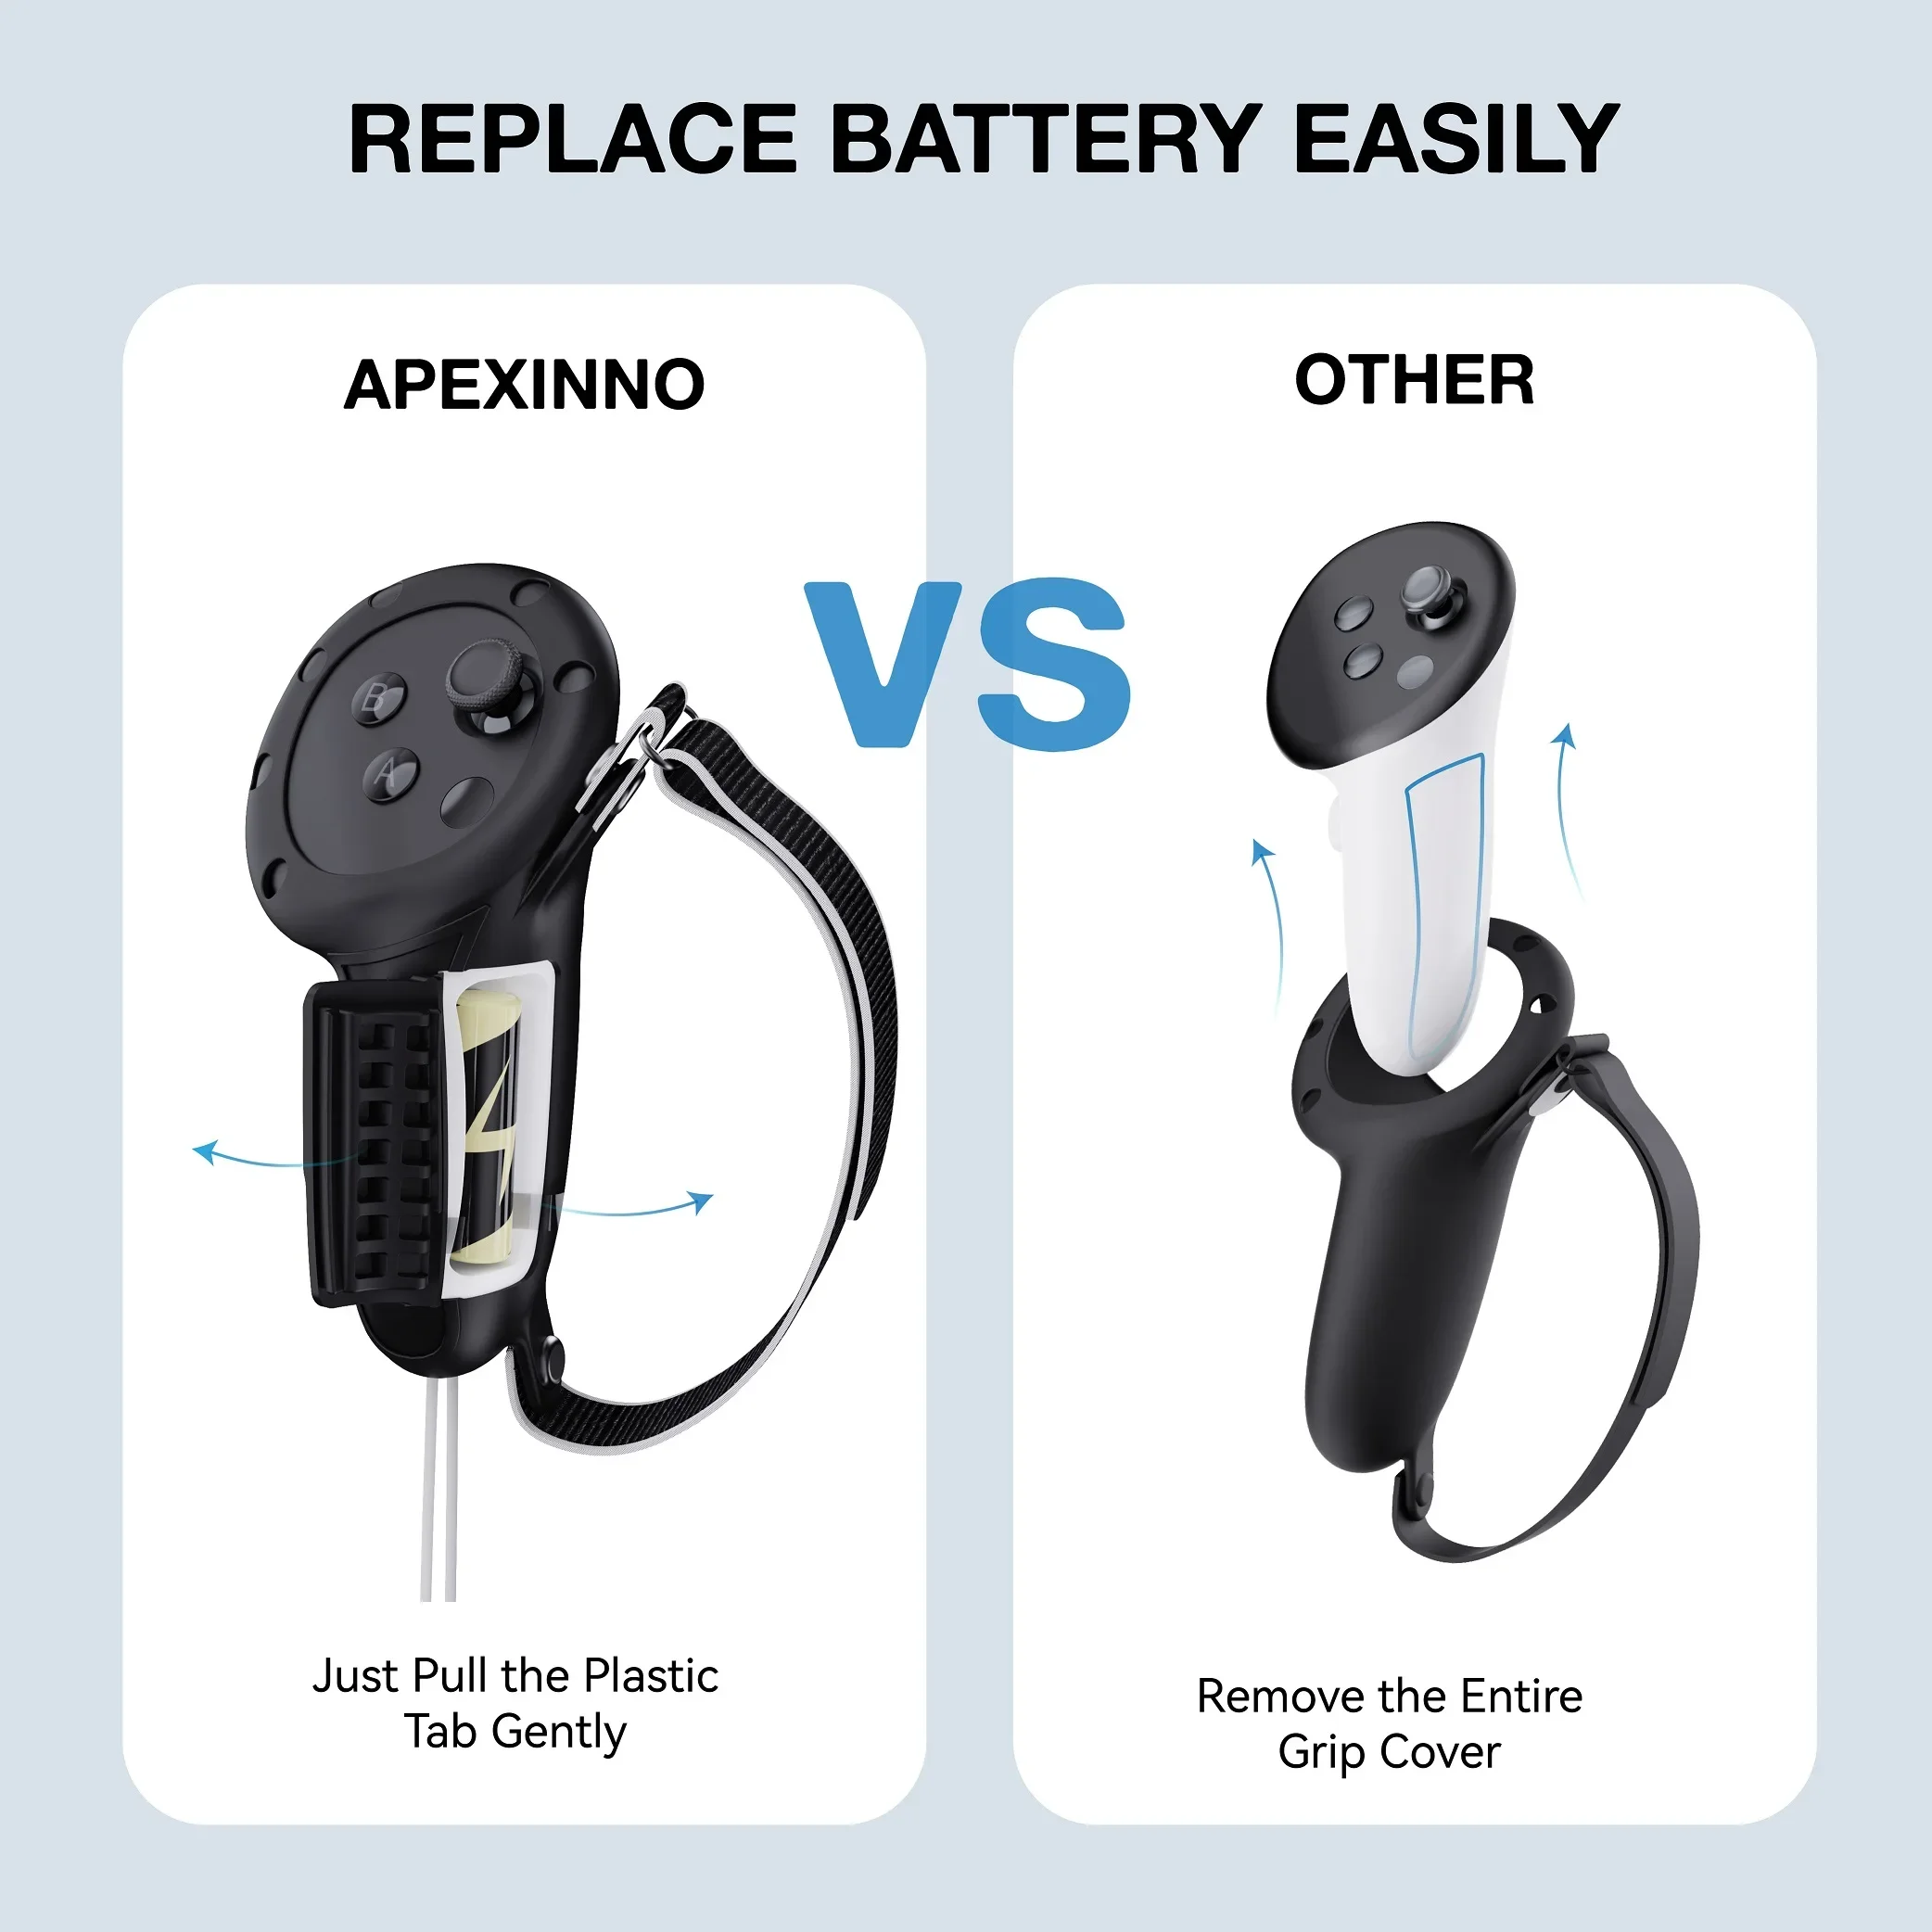 REPLACE BATTERY EASILY
APEXINNO
OTHER
VS
B
A
Just Pull the Plastic
Tab Gently
Remove the Entire
Grip Cover